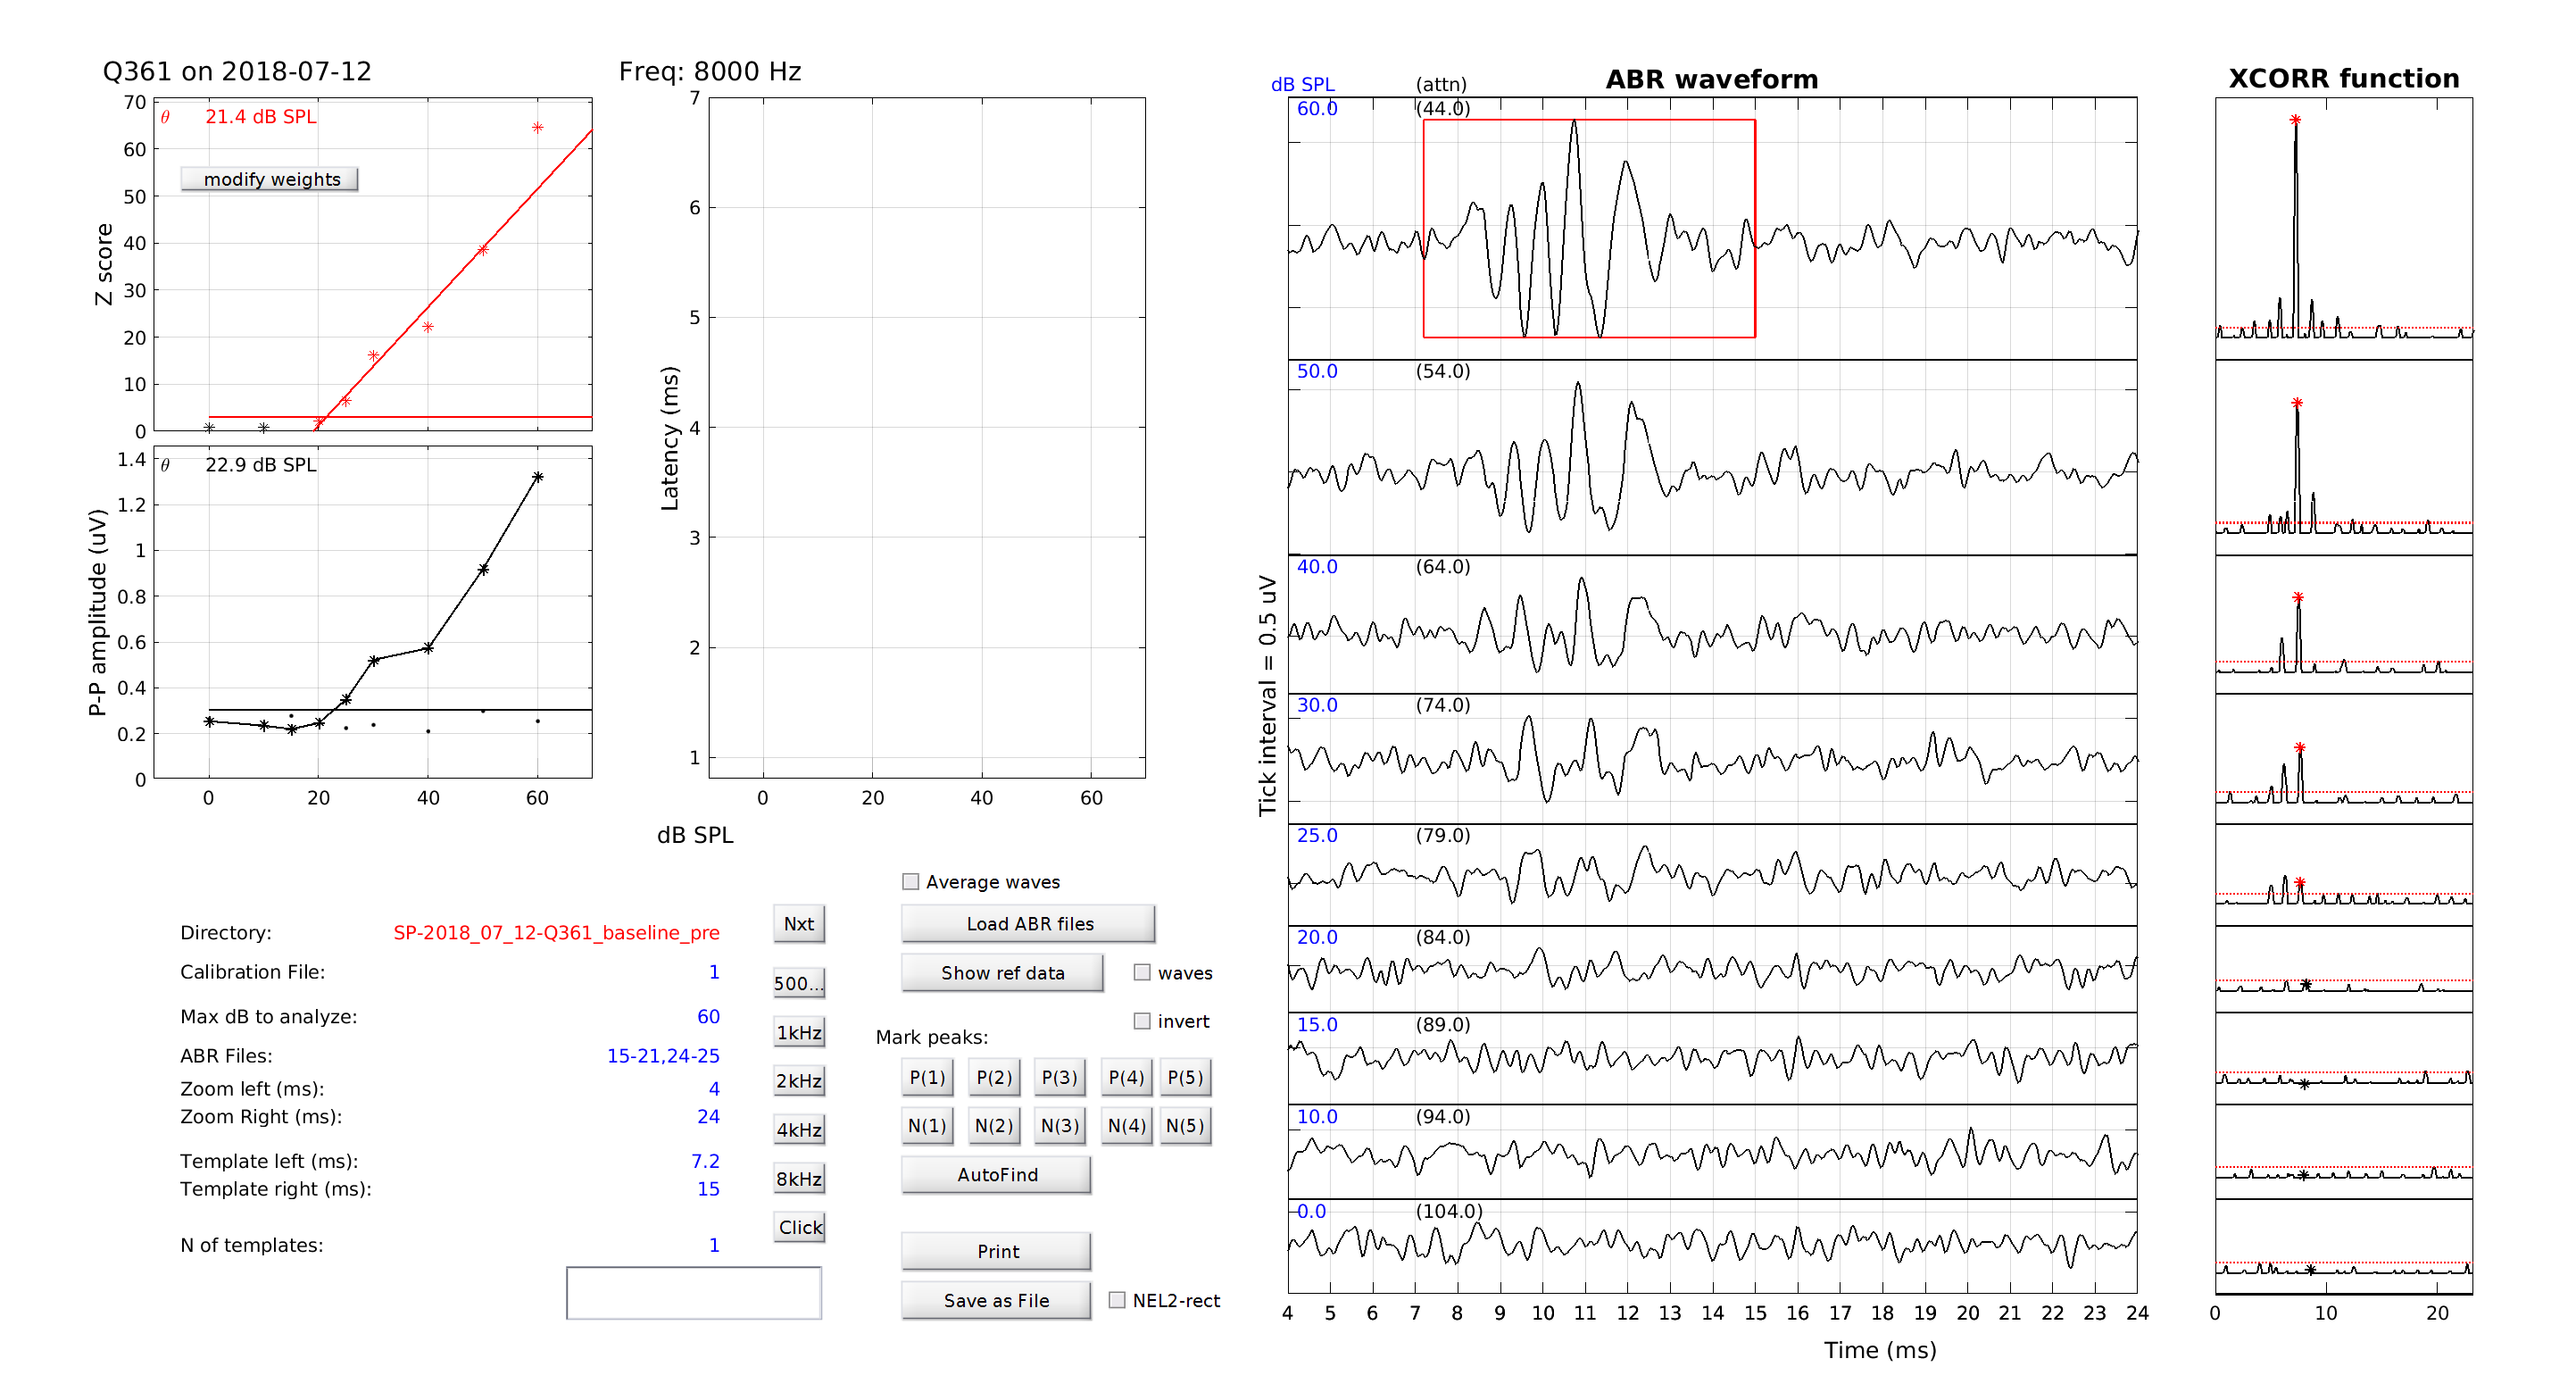 Q361 on 2018-07-12
Freq: 8000 Hz
θ 21.4 dB SPL
modify weights
Z score
70
60
50
40
30
20
10
0
θ 22.9 dB SPL
P-P amplitude (uV)
1.4
1.2
1
0.8
0.6
0.4
0.2
0
0 20 40 60
Latency (ms)
7
6
5
4
3
2
1
0 20 40 60
dB SPL
Directory: SP-2018_07_12-Q361_baseline_pre
Calibration File: 1
Max dB to analyze: 60
ABR Files: 15-21,24-25
Zoom left (ms): 4
Zoom Right (ms): 24
Template left (ms): 7.2
Template right (ms): 15
N of templates: 1
Nxt
500...
1kHz
2kHz
4kHz
8kHz
Click
Average waves
Load ABR files
Show ref data
waves
invert
Mark peaks:
P(1) P(2) P(3) P(4) P(5)
N(1) N(2) N(3) N(4) N(5)
AutoFind
Print
Save as File
NEL2-rect
dB SPL (attn)
ABR waveform
60.0 (44.0)
50.0 (54.0)
40.0 (64.0)
30.0 (74.0)
25.0 (79.0)
20.0 (84.0)
15.0 (89.0)
10.0 (94.0)
0.0 (104.0)
Tick interval = 0.5 uV
4 5 6 7 8 9 10 11 12 13 14 15 16 17 18 19 20 21 22 23 24
Time (ms)
XCORR function
0 10 20